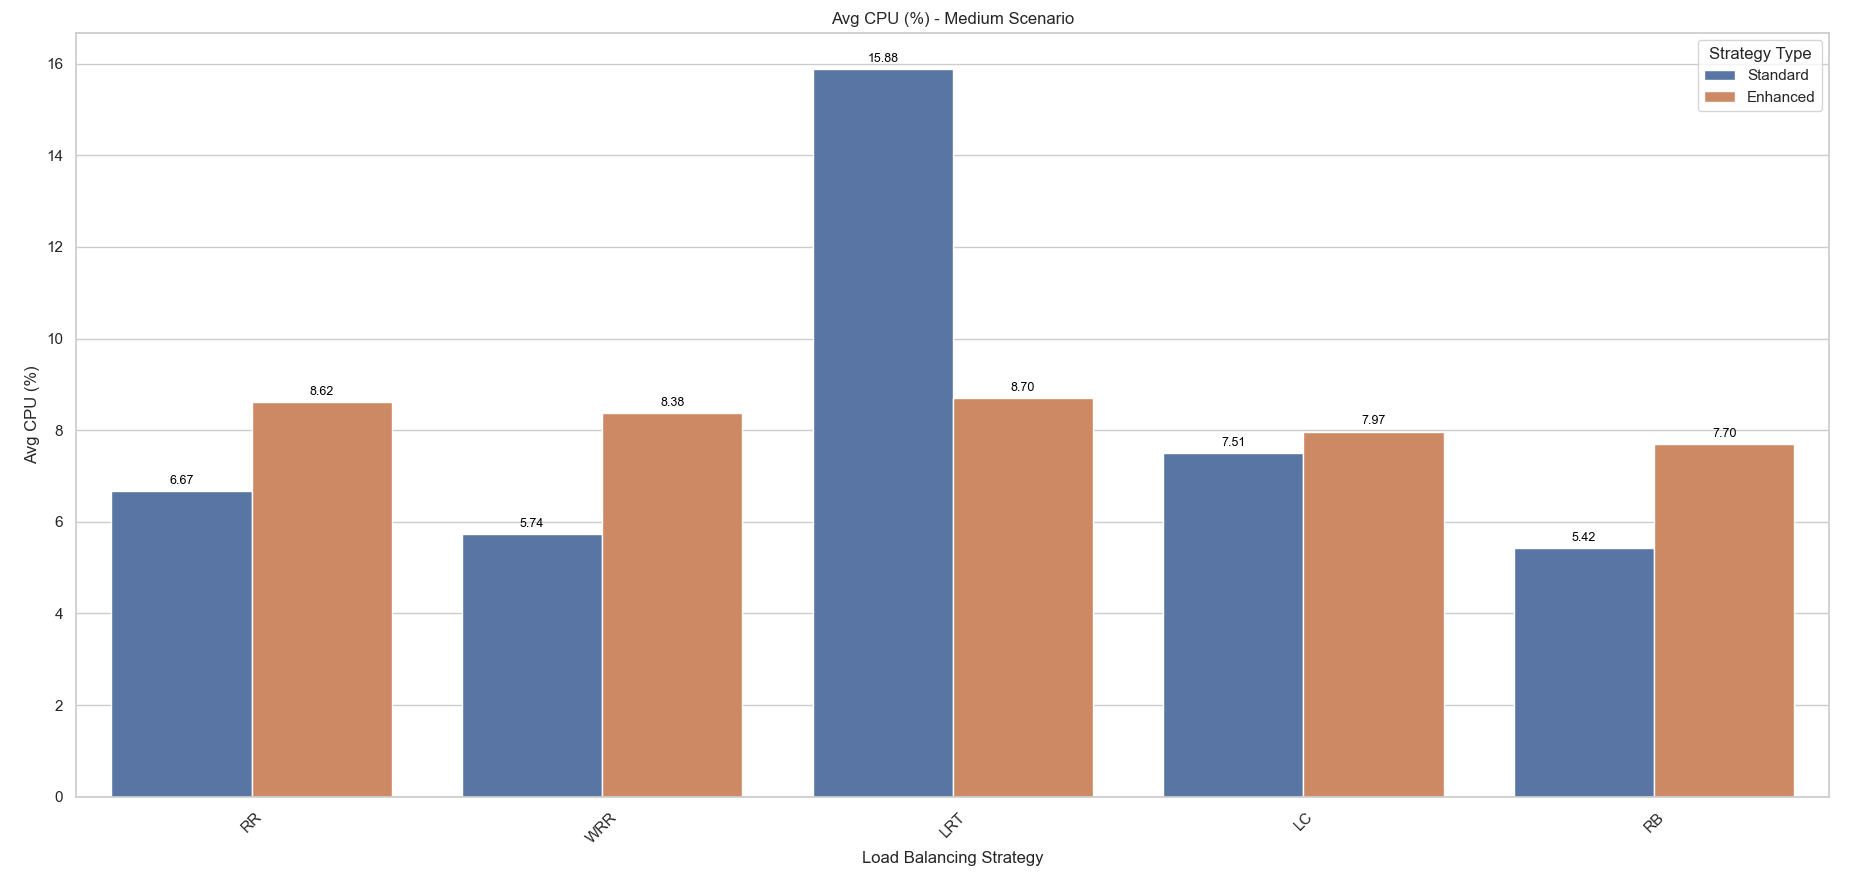 Avg CPU (%) - Medium Scenario
Strategy Type
Standard
Enhanced
Avg CPU (%)
16
14
12
10
8
6
4
2
0
6.67
8.62
5.74
8.38
15.88
8.70
7.51
7.97
5.42
7.70
RR
WRR
LRT
LC
RB
Load Balancing Strategy